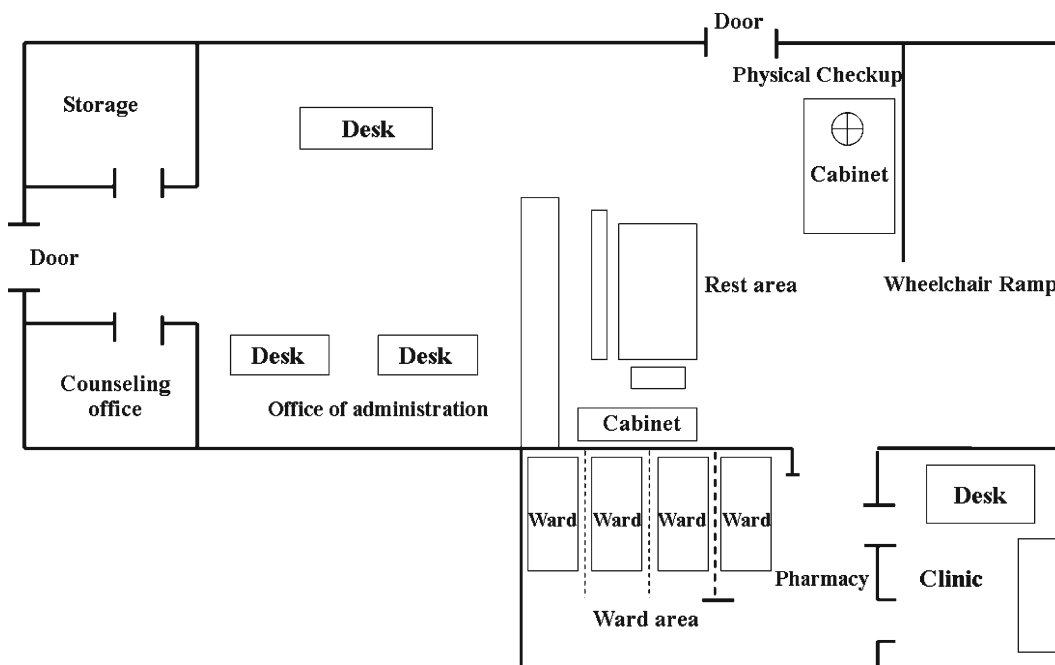 Door
Physical Checkup
Storage
Desk
Cabinet
Door
Rest area
Wheelchair Ramp
Desk
Desk
Counseling
office
Office of administration
Cabinet
Desk
Ward
Ward
Ward
Ward
Pharmacy
Clinic
Ward area